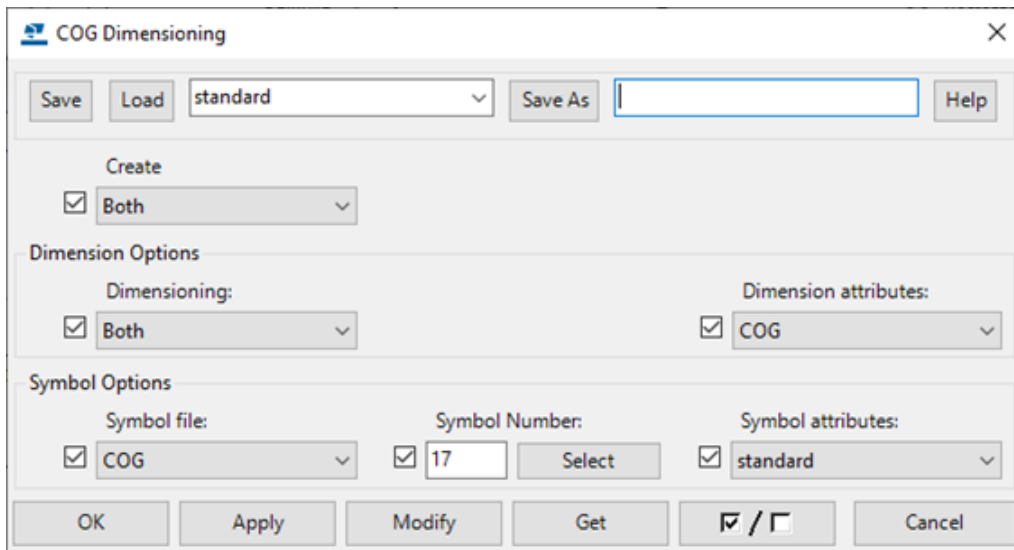 COG Dimensioning
Save Load standard Save As Help
Create
Both
Dimension Options
Dimensioning: Dimension attributes:
Both COG
Symbol Options
Symbol file: Symbol Number: Symbol attributes:
COG 17 Select standard
OK Apply Modify Get / Cancel